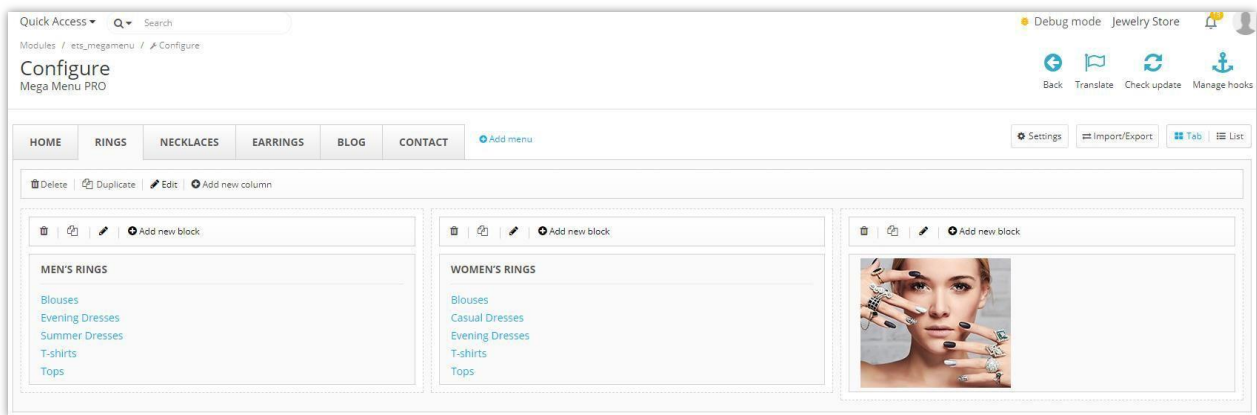 Quick Access Search Debug mode Jewelry Store
Modules / ets_megamenu / Configure
Configure
Mega Menu PRO
Back Translate Check update Manage hooks
HOME RINGS NECKLACES EARRINGS BLOG CONTACT Add menu Settings Import/Export Tab List
Delete Duplicate Edit Add new column
Add new block Add new block Add new block
MEN'S RINGS WOMEN'S RINGS
Blouses Blouses
Evening Dresses Casual Dresses
Summer Dresses Evening Dresses
T-shirts T-shirts
Tops Tops